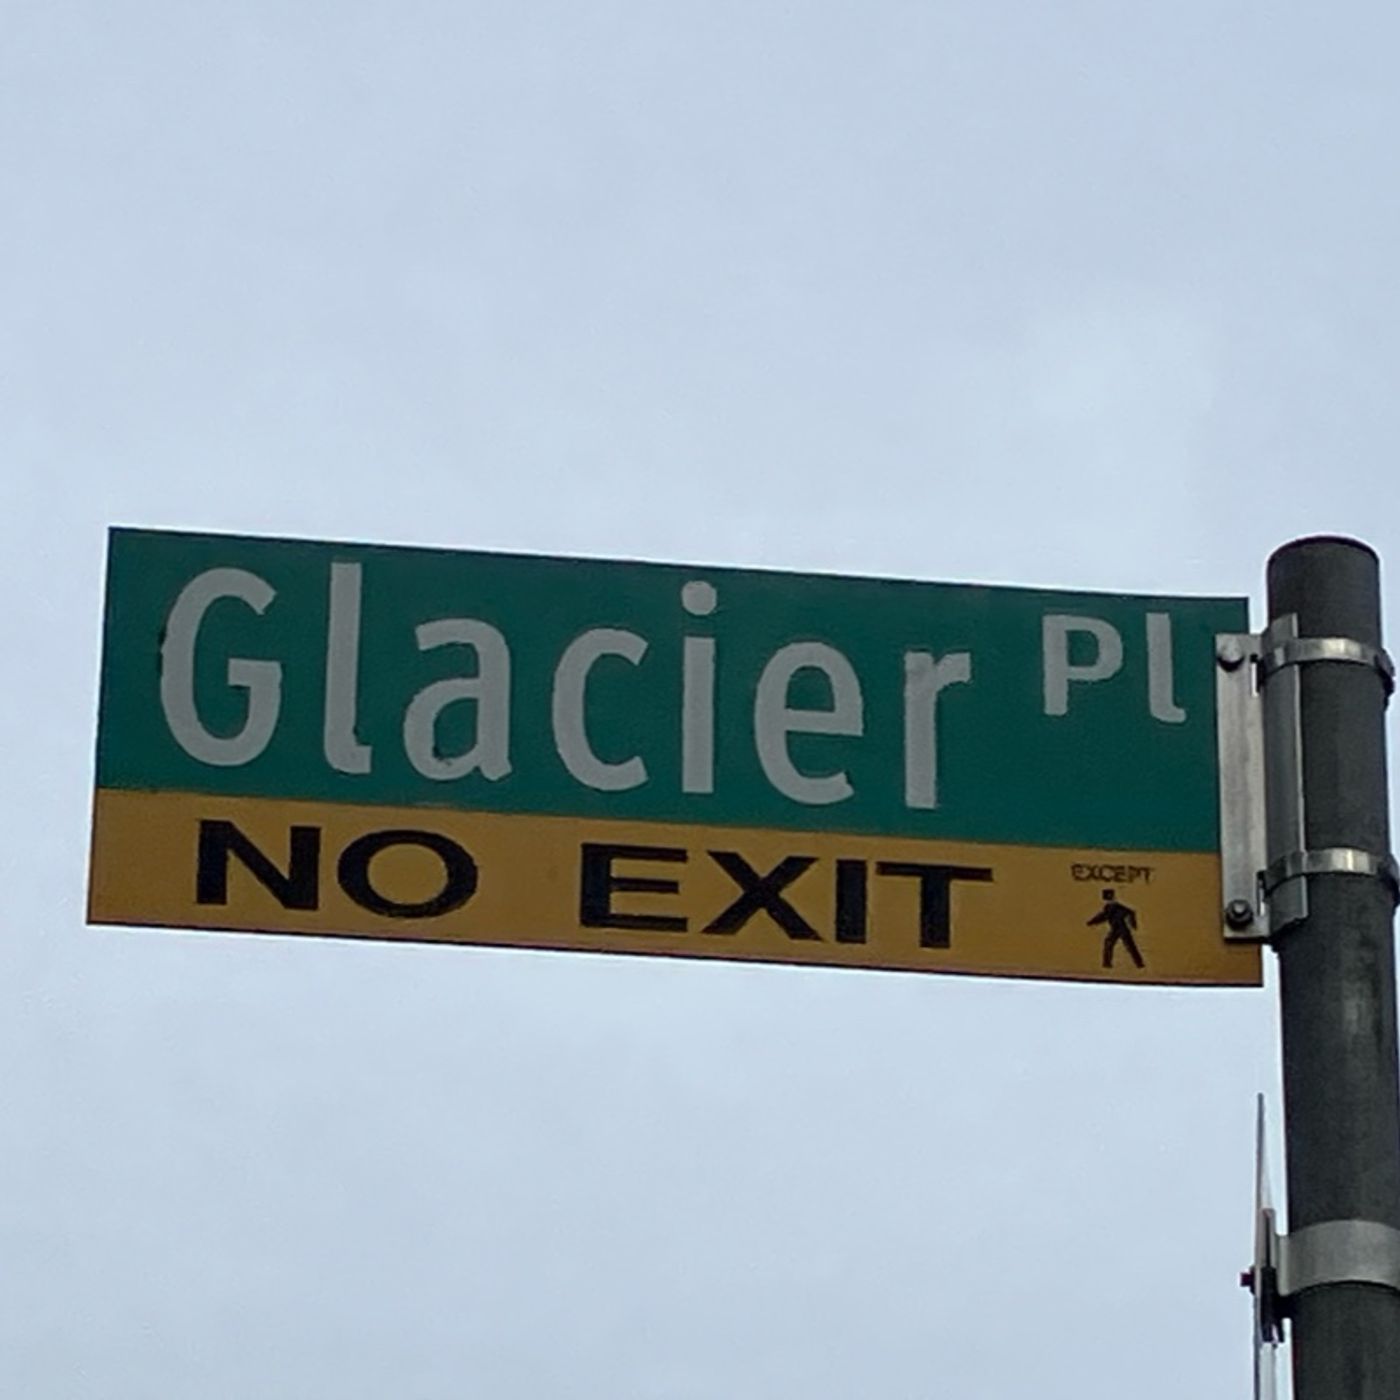 Glacier Pl
NO EXIT
EXCEPT